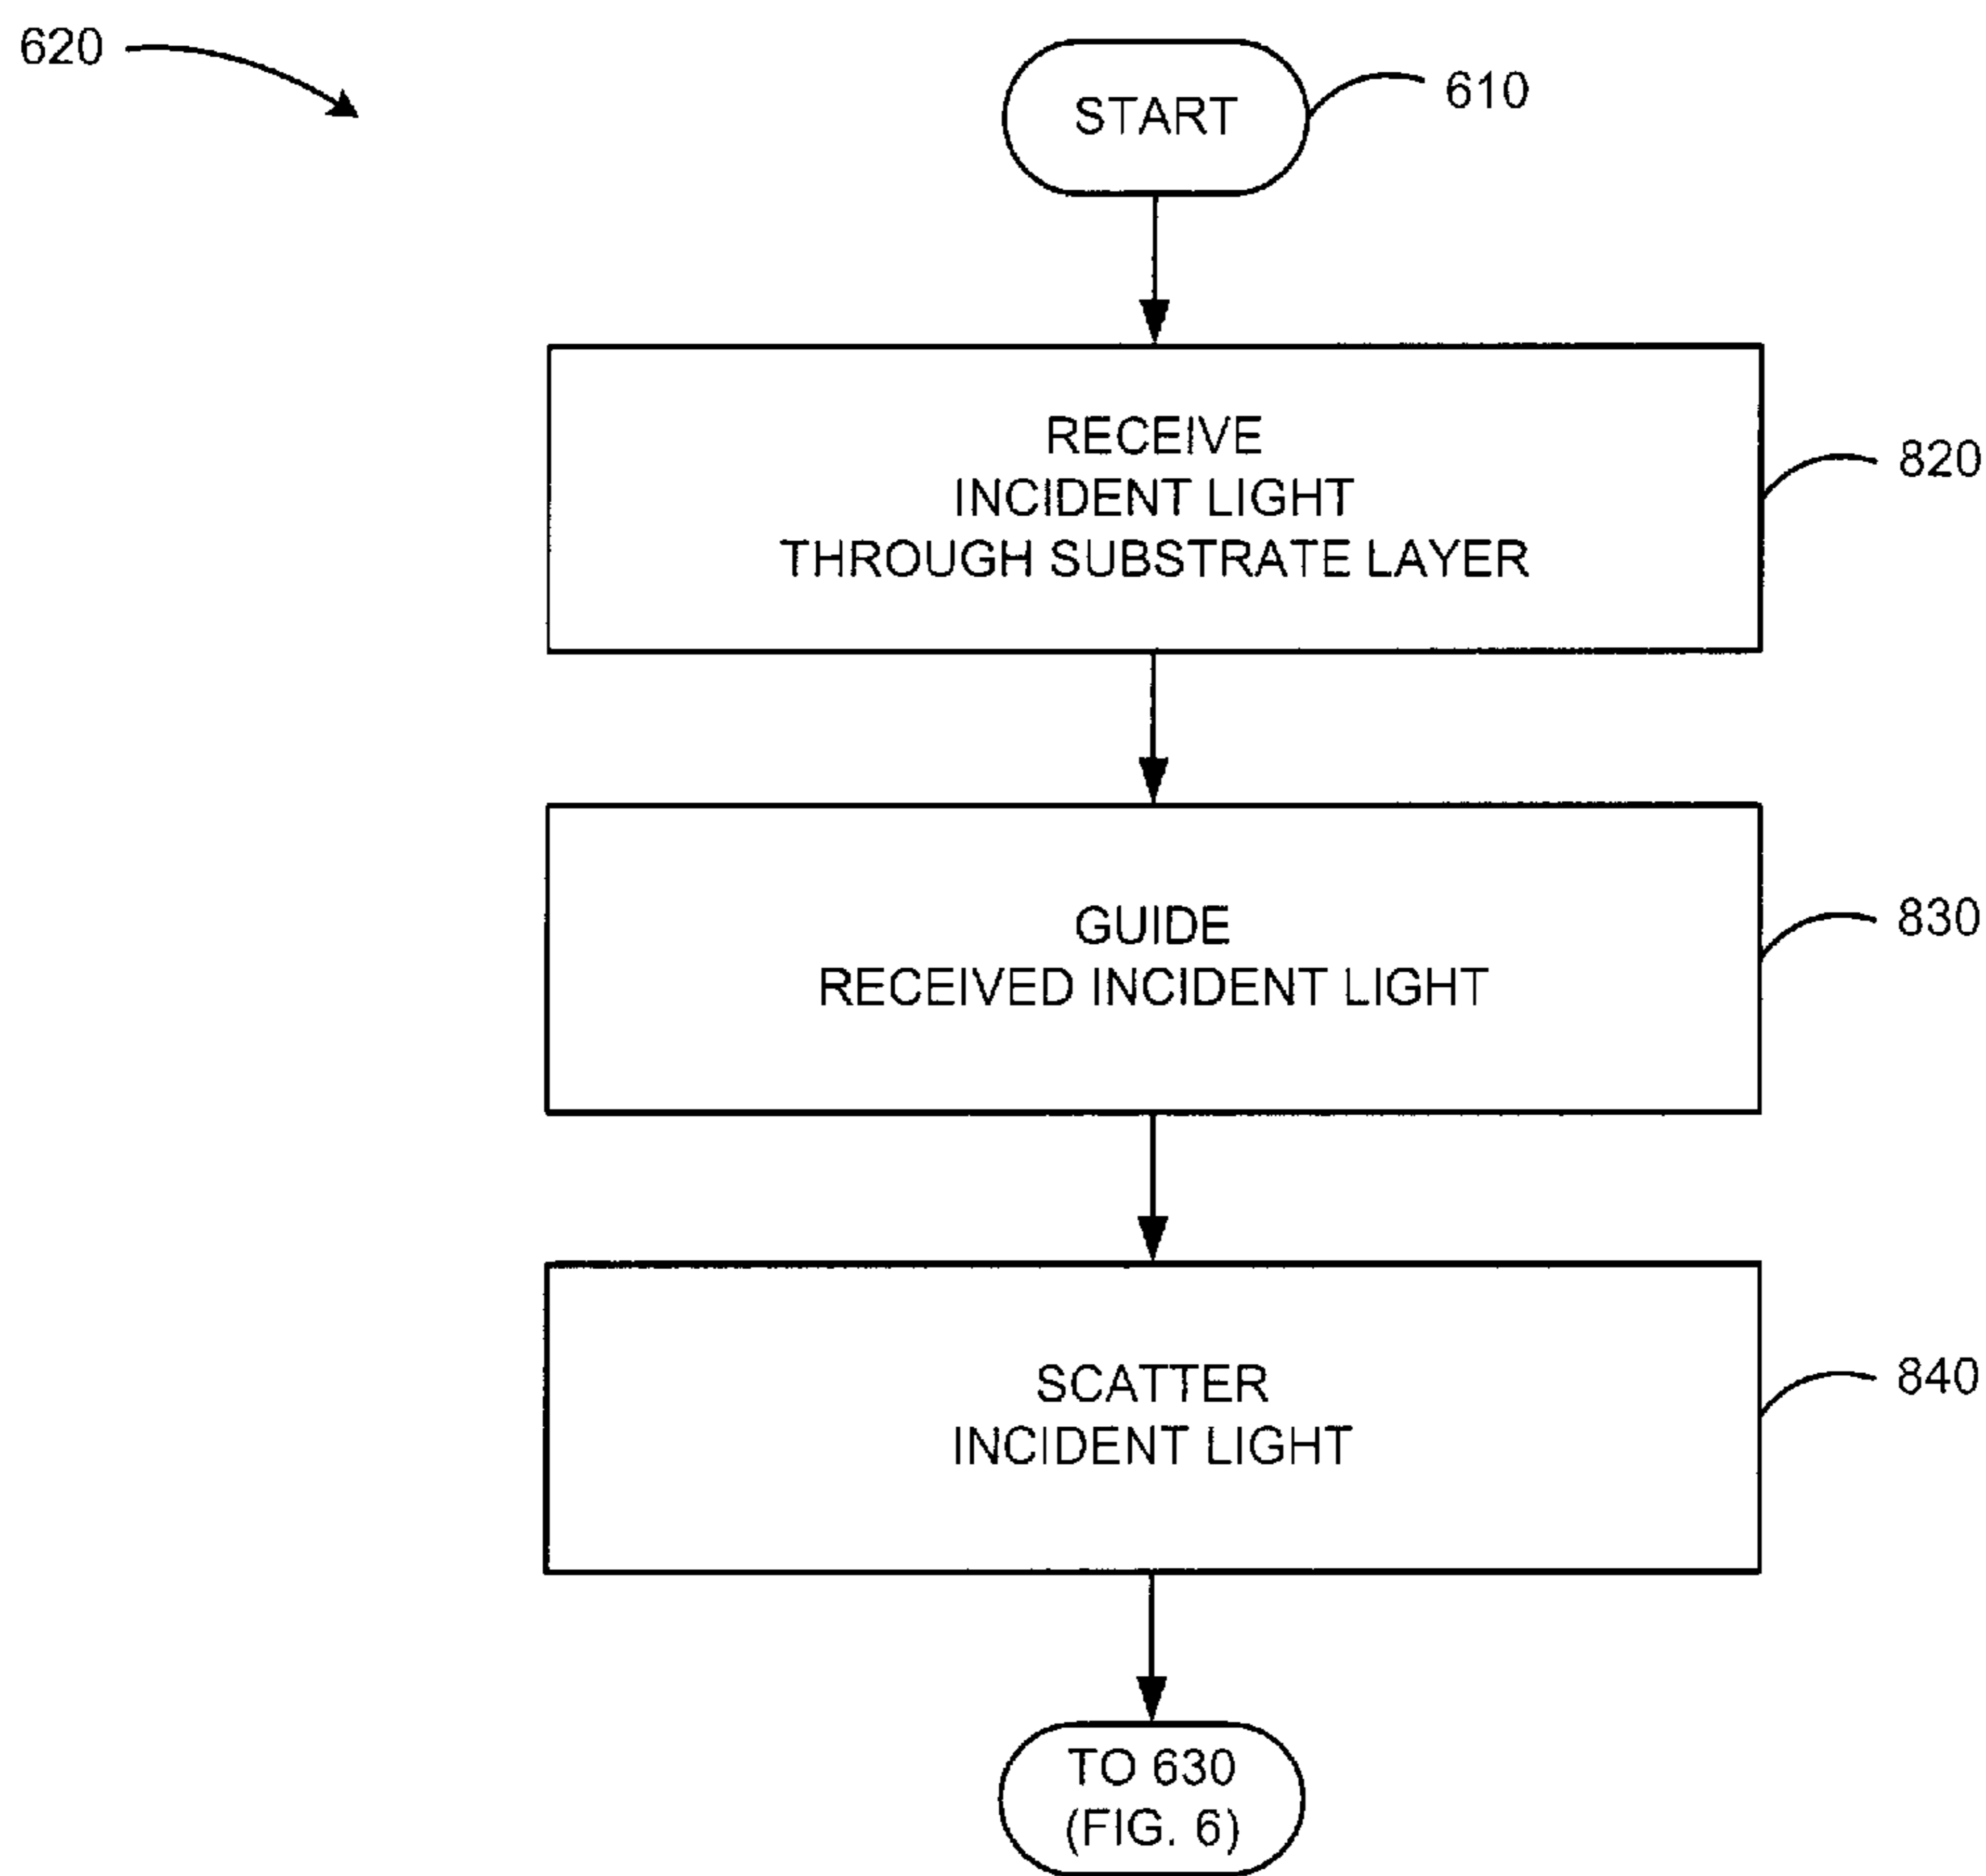 620
START
610
RECEIVE
INCIDENT LIGHT
THROUGH SUBSTRATE LAYER
820
GUIDE
RECEIVED INCIDENT LIGHT
830
SCATTER
INCIDENT LIGHT
840
TO 630
(FIG. 6)